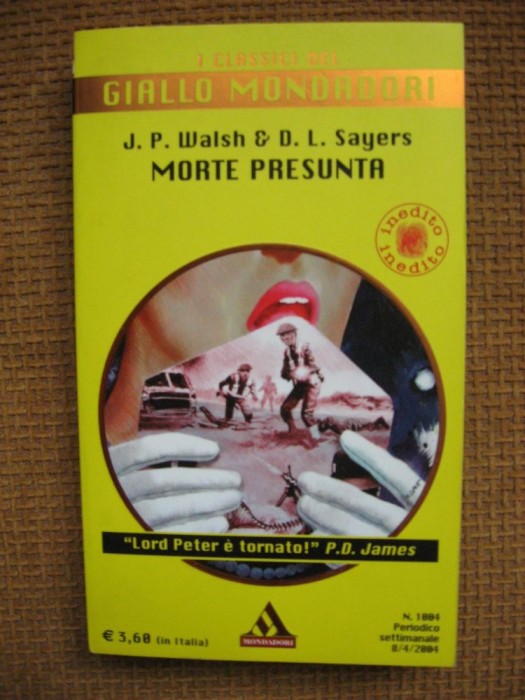 I CLASSICI DEL
GIALLO MONDADORI
J. P. Walsh & D. L. Sayers
MORTE PRESUNTA
inedito
inedito
"Lord Peter è tornato!" P.D. James
€ 3,60 (in Italia)
MONDADORI
N. 1004
Periodico
settimanale
8/4/2004